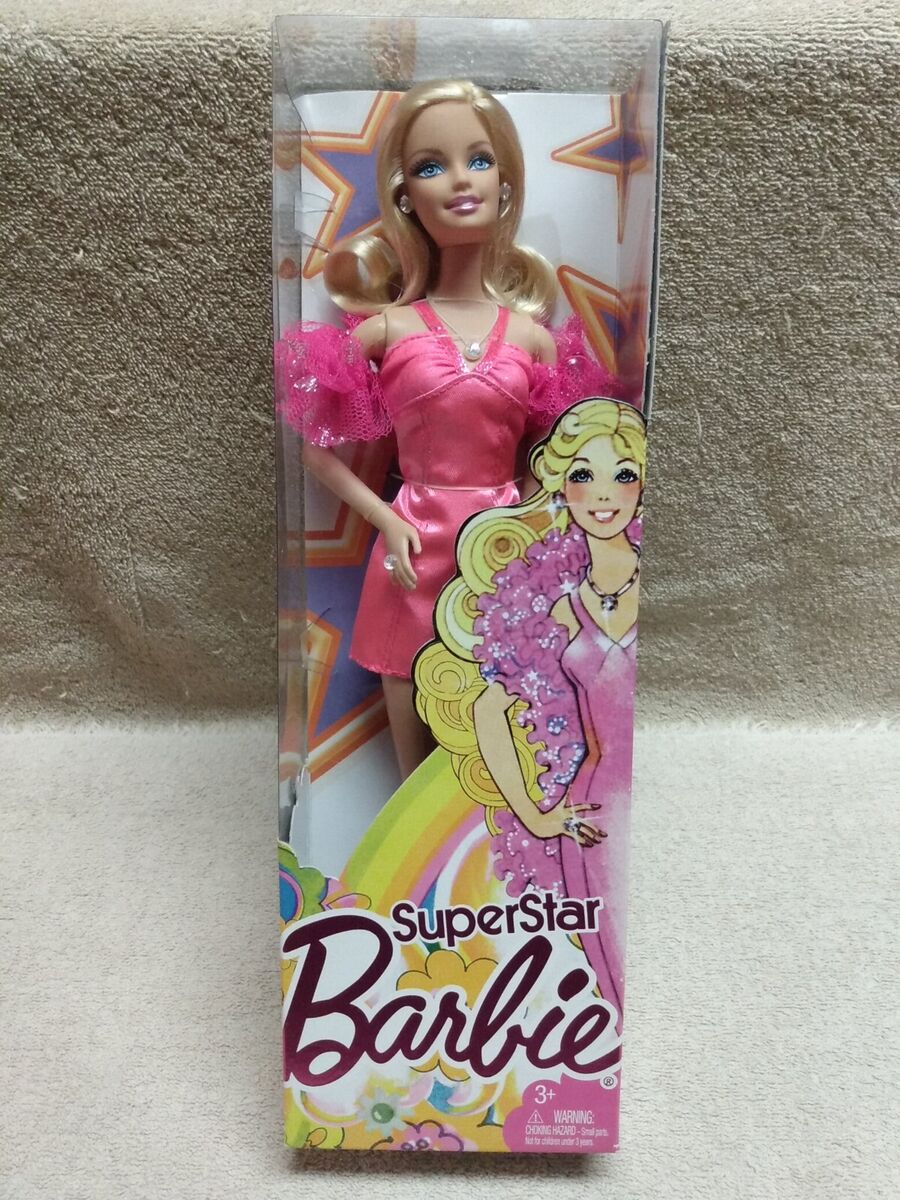 SuperStar
Barbie®
3+
⚠ WARNING:
CHOKING HAZARD - Small parts.
Not for children under 3 years.